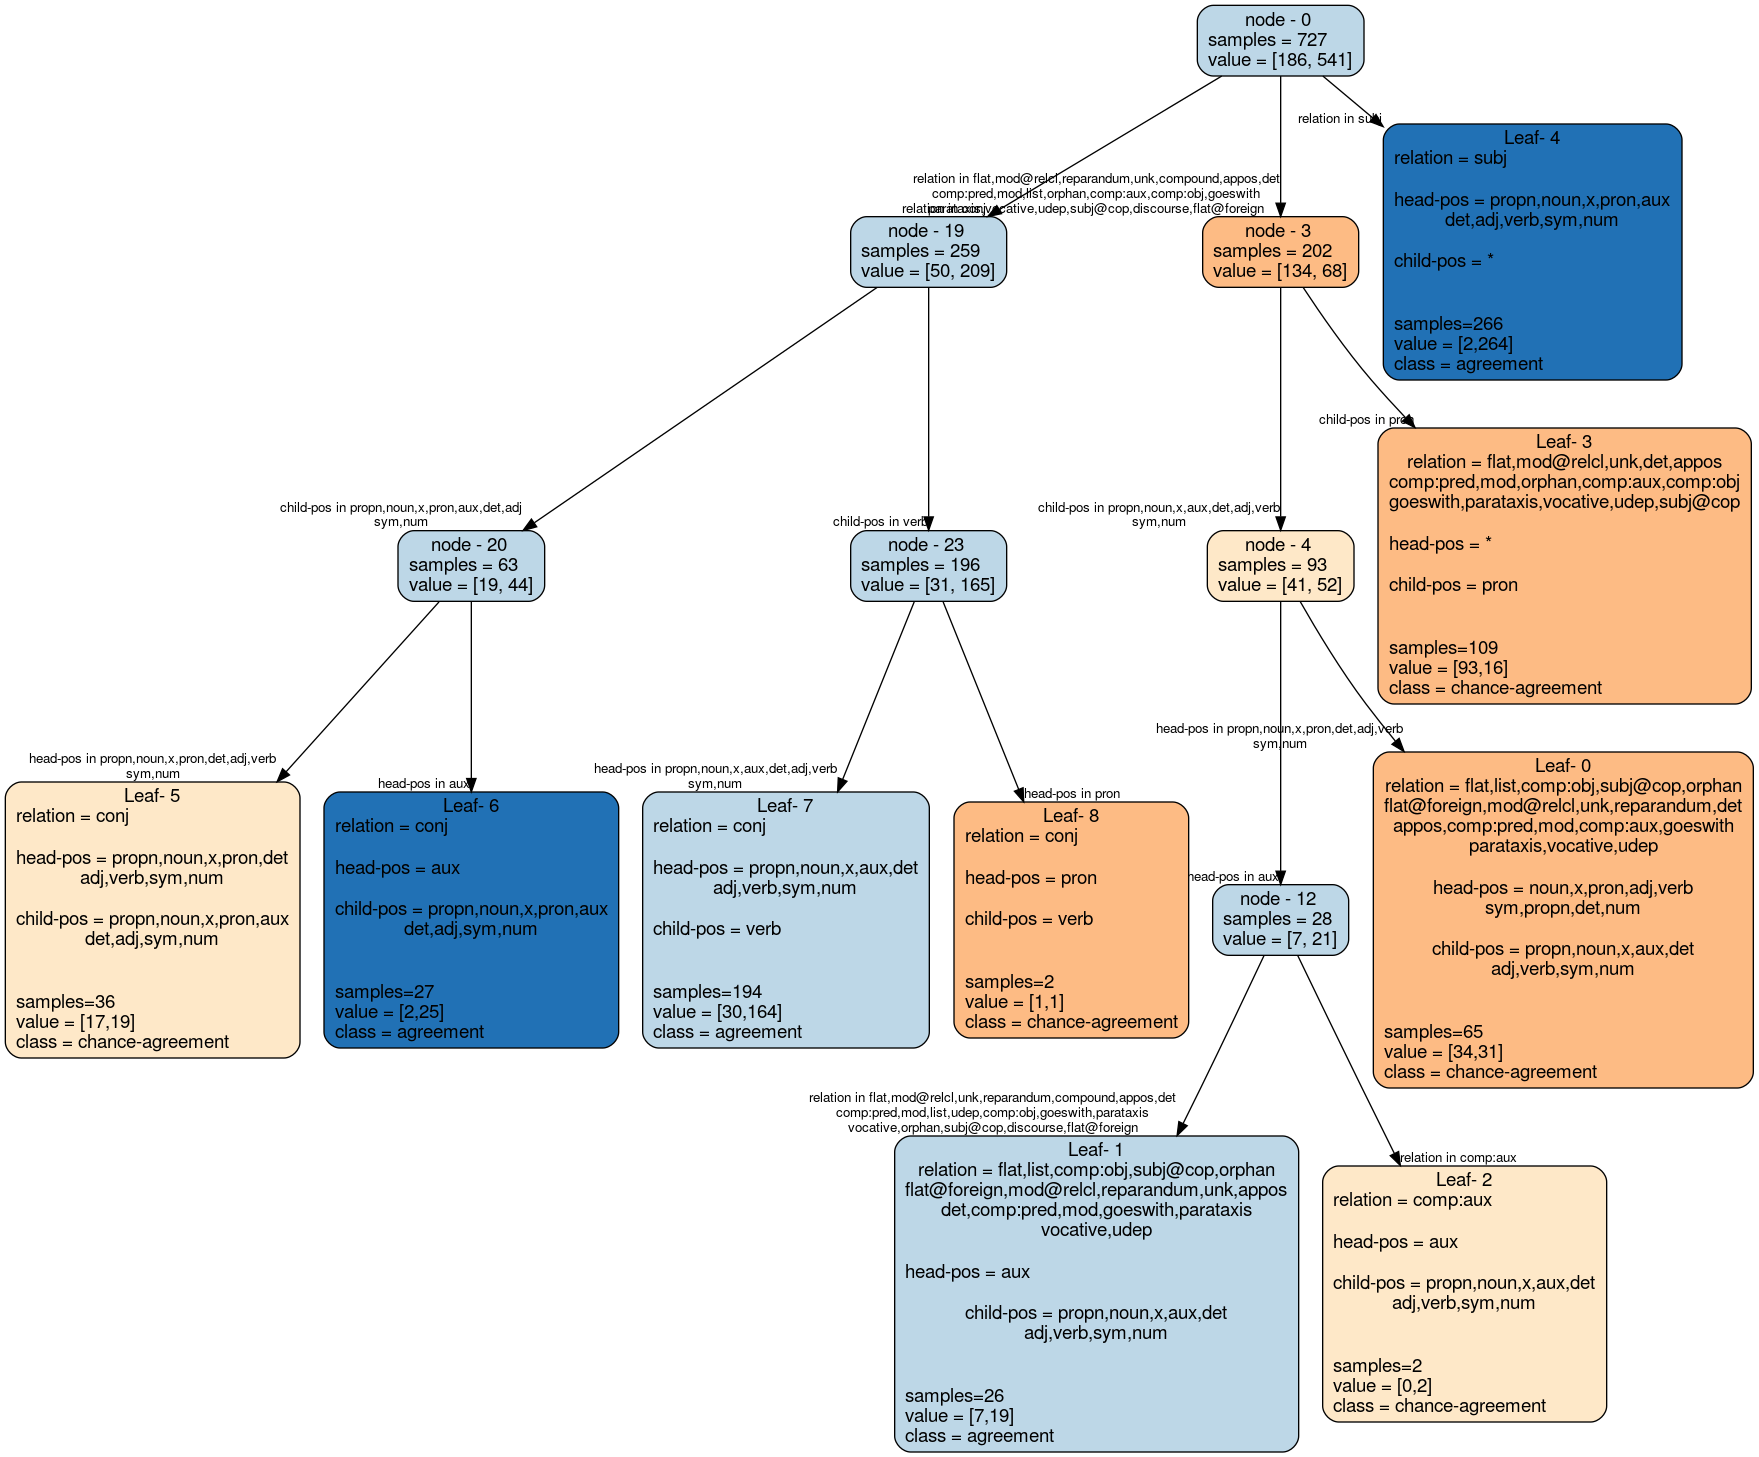 node - 0
samples = 727
value = [186, 541]
relation in subj
Leaf- 4
relation = subj
head-pos = propn,noun,x,pron,aux
det,adj,verb,sym,num
child-pos = *
samples=266
value = [2,264]
class = agreement
relation in flat,mod@relcl,reparandum,unk,compound,appos,det
comp:pred,mod,list,orphan,comp:aux,comp:obj,goeswith
parataxis,vocative,udep,subj@cop,discourse,flat@foreign
relation in conj
node - 19
samples = 259
value = [50, 209]
node - 3
samples = 202
value = [134, 68]
child-pos in pron
Leaf- 3
relation = flat,mod@relcl,unk,det,appos
comp:pred,mod,orphan,comp:aux,comp:obj
goeswith,parataxis,vocative,udep,subj@cop
head-pos = *
child-pos = pron
samples=109
value = [93,16]
class = chance-agreement
child-pos in propn,noun,x,pron,aux,det,adj
sym,num
node - 20
samples = 63
value = [19, 44]
child-pos in verb
node - 23
samples = 196
value = [31, 165]
child-pos in propn,noun,x,aux,det,adj,verb
sym,num
node - 4
samples = 93
value = [41, 52]
head-pos in propn,noun,x,pron,det,adj,verb
sym,num
Leaf- 5
relation = conj
head-pos = propn,noun,x,pron,det
adj,verb,sym,num
child-pos = propn,noun,x,pron,aux
det,adj,sym,num
samples=36
value = [17,19]
class = chance-agreement
head-pos in aux
Leaf- 6
relation = conj
head-pos = aux
child-pos = propn,noun,x,pron,aux
det,adj,sym,num
samples=27
value = [2,25]
class = agreement
head-pos in propn,noun,x,aux,det,adj,verb
sym,num
Leaf- 7
relation = conj
head-pos = propn,noun,x,aux,det
adj,verb,sym,num
child-pos = verb
samples=194
value = [30,164]
class = agreement
head-pos in pron
Leaf- 8
relation = conj
head-pos = pron
child-pos = verb
samples=2
value = [1,1]
class = chance-agreement
head-pos in propn,noun,x,pron,det,adj,verb
sym,num
Leaf- 0
relation = flat,list,comp:obj,subj@cop,orphan
flat@foreign,mod@relcl,unk,reparandum,det
appos,comp:pred,mod,comp:aux,goeswith
parataxis,vocative,udep
head-pos = noun,x,pron,adj,verb
sym,propn,det,num
child-pos = propn,noun,x,aux,det
adj,verb,sym,num
samples=65
value = [34,31]
class = chance-agreement
head-pos in aux
node - 12
samples = 28
value = [7, 21]
relation in flat,mod@relcl,unk,reparandum,compound,appos,det
comp:pred,mod,list,udep,comp:obj,goeswith,parataxis
vocative,orphan,subj@cop,discourse,flat@foreign
Leaf- 1
relation = flat,list,comp:obj,subj@cop,orphan
flat@foreign,mod@relcl,reparandum,unk,appos
det,comp:pred,mod,goeswith,parataxis
vocative,udep
head-pos = aux
child-pos = propn,noun,x,aux,det
adj,verb,sym,num
samples=26
value = [7,19]
class = agreement
relation in comp:aux
Leaf- 2
relation = comp:aux
head-pos = aux
child-pos = propn,noun,x,aux,det
adj,verb,sym,num
samples=2
value = [0,2]
class = chance-agreement